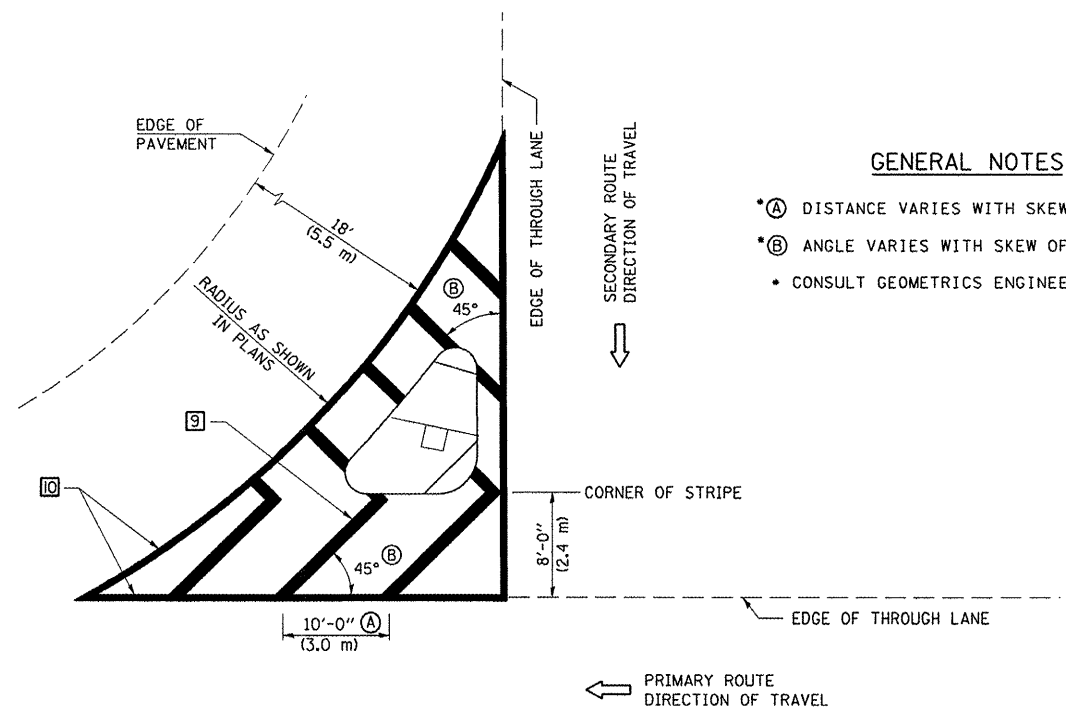 EDGE OF
PAVEMENT
18'
(5.5 m)
RADIUS AS SHOWN
IN PLANS
EDGE OF THROUGH LANE
SECONDARY ROUTE
DIRECTION OF TRAVEL
GENERAL NOTES
*Ⓐ DISTANCE VARIES WITH SKEW
*Ⓑ ANGLE VARIES WITH SKEW OF
* CONSULT GEOMETRICS ENGINEE
Ⓑ
45°
9
10
CORNER OF STRIPE
8'-0"
(2.4 m)
45° Ⓑ
10'-0" Ⓐ
(3.0 m)
EDGE OF THROUGH LANE
PRIMARY ROUTE
DIRECTION OF TRAVEL